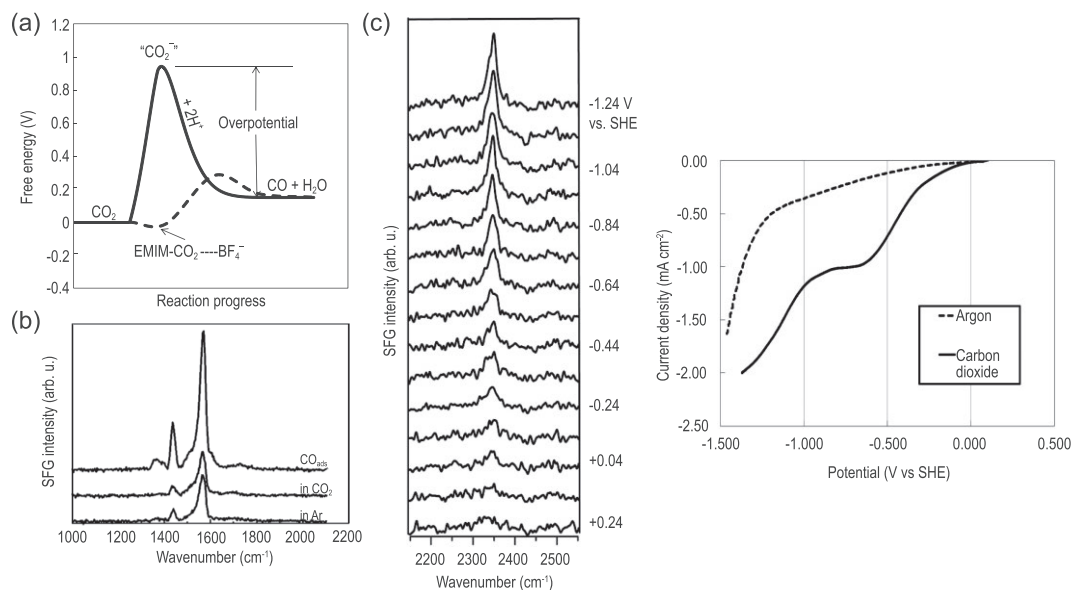 (a)
1.2
1
0.8
0.6
0.4
0.2
0
-0.2
-0.4
Free energy (V)
"CO₂⁻"
+ 2H⁺
Overpotential
CO + H₂O
CO₂
EMIM-CO₂ ----BF₄⁻
Reaction progress
(b)
SFG intensity (arb. u.)
CO_ads
in CO₂
in Ar
1000 1200 1400 1600 1800 2000 2200
Wavenumber (cm⁻¹)
(c)
SFG intensity (arb. u.)
-1.24 V
vs. SHE
-1.04
-0.84
-0.64
-0.44
-0.24
+0.04
+0.24
2200 2300 2400 2500
Wavenumber (cm⁻¹)
0.00
-0.50
-1.00
-1.50
-2.00
-2.50
Current density (mA cm⁻²)
Argon
Carbon
dioxide
-1.500 -1.000 -0.500 0.000 0.500
Potential (V vs SHE)